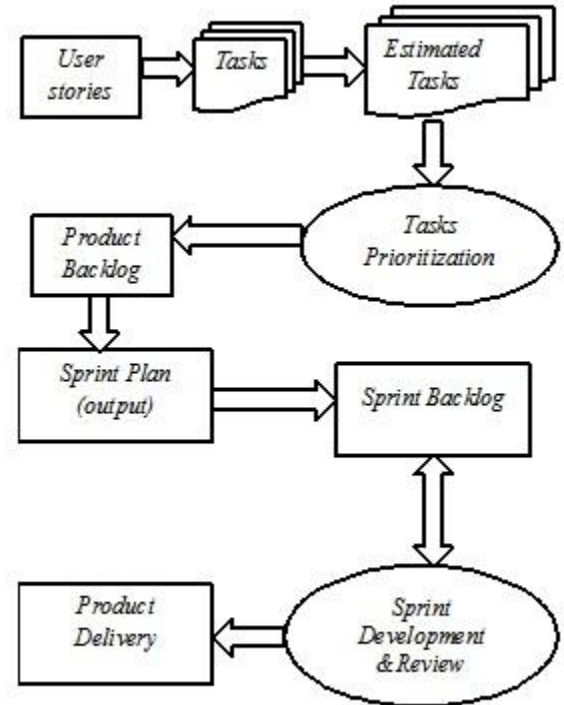 User
stories
Tasks
Estimated
Tasks
Tasks
Prioritization
Product
Backlog
Sprint Plan
(output)
Sprint Backlog
Product
Delivery
Sprint
Development
& Review